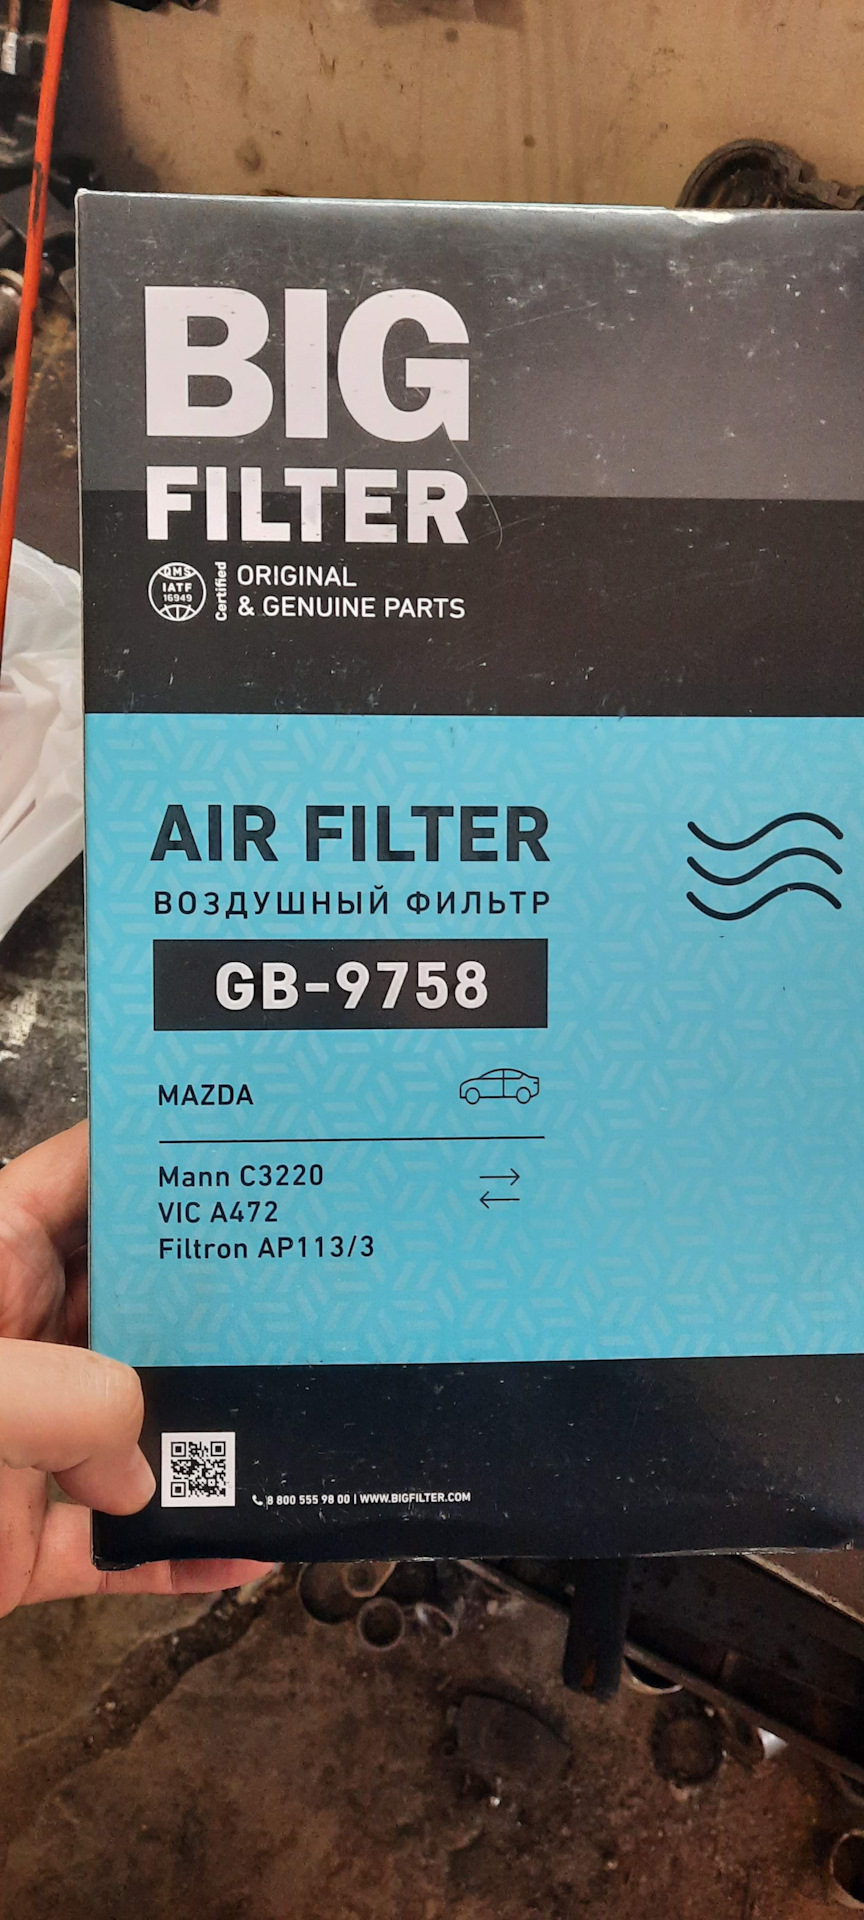 BIG
FILTER
QMS
IATF
16949
Certified
ORIGINAL
& GENUINE PARTS
AIR FILTER
ВОЗДУШНЫЙ ФИЛЬТР
GB-9758
MAZDA
Mann C3220
VIC A472
Filtron AP113/3
8 800 555 98 00 | WWW.BIGFILTER.COM